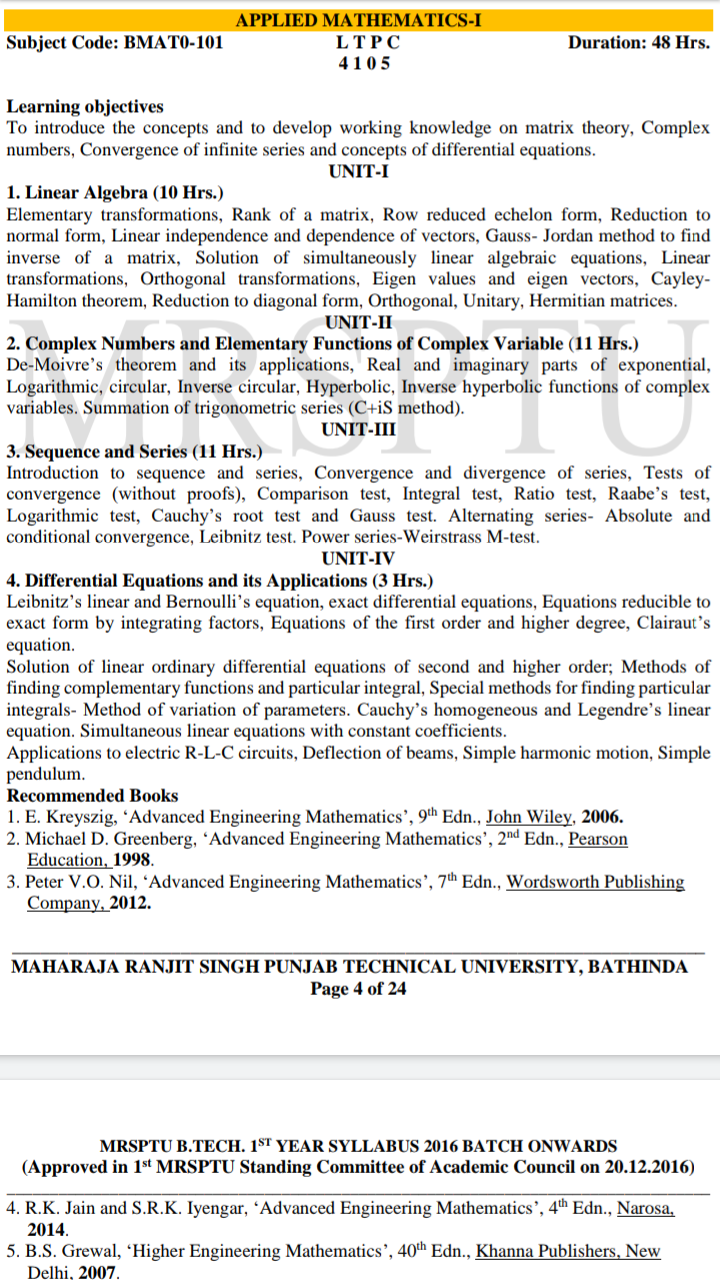 APPLIED MATHEMATICS-I
Subject Code: BMAT0-101 L T P C Duration: 48 Hrs.
4 1 0 5
Learning objectives
To introduce the concepts and to develop working knowledge on matrix theory, Complex
numbers, Convergence of infinite series and concepts of differential equations.
UNIT-I
1. Linear Algebra (10 Hrs.)
Elementary transformations, Rank of a matrix, Row reduced echelon form, Reduction to
normal form, Linear independence and dependence of vectors, Gauss- Jordan method to find
inverse of a matrix, Solution of simultaneously linear algebraic equations, Linear
transformations, Orthogonal transformations, Eigen values and eigen vectors, Cayley-
Hamilton theorem, Reduction to diagonal form, Orthogonal, Unitary, Hermitian matrices.
UNIT-II
2. Complex Numbers and Elementary Functions of Complex Variable (11 Hrs.)
De-Moivre's theorem and its applications, Real and imaginary parts of exponential,
Logarithmic, circular, Inverse circular, Hyperbolic, Inverse hyperbolic functions of complex
variables. Summation of trigonometric series (C+iS method).
MRSPTU
UNIT-III
3. Sequence and Series (11 Hrs.)
Introduction to sequence and series, Convergence and divergence of series, Tests of
convergence (without proofs), Comparison test, Integral test, Ratio test, Raabe's test,
Logarithmic test, Cauchy's root test and Gauss test. Alternating series- Absolute and
conditional convergence, Leibnitz test. Power series-Weirstrass M-test.
UNIT-IV
4. Differential Equations and its Applications (3 Hrs.)
Leibnitz's linear and Bernoulli's equation, exact differential equations, Equations reducible to
exact form by integrating factors, Equations of the first order and higher degree, Clairaut's
equation.
Solution of linear ordinary differential equations of second and higher order; Methods of
finding complementary functions and particular integral, Special methods for finding particular
integrals- Method of variation of parameters. Cauchy's homogeneous and Legendre's linear
equation. Simultaneous linear equations with constant coefficients.
Applications to electric R-L-C circuits, Deflection of beams, Simple harmonic motion, Simple
pendulum.
Recommended Books
1. E. Kreyszig, 'Advanced Engineering Mathematics', 9th Edn., John Wiley, 2006.
2. Michael D. Greenberg, 'Advanced Engineering Mathematics', 2nd Edn., Pearson
Education, 1998.
3. Peter V.O. Nil, 'Advanced Engineering Mathematics', 7th Edn., Wordsworth Publishing
Company, 2012.
MAHARAJA RANJIT SINGH PUNJAB TECHNICAL UNIVERSITY, BATHINDA
Page 4 of 24
MRSPTU B.TECH. 1ST YEAR SYLLABUS 2016 BATCH ONWARDS
(Approved in 1st MRSPTU Standing Committee of Academic Council on 20.12.2016)
4. R.K. Jain and S.R.K. Iyengar, 'Advanced Engineering Mathematics', 4th Edn., Narosa,
2014.
5. B.S. Grewal, 'Higher Engineering Mathematics', 40th Edn., Khanna Publishers, New
Delhi, 2007.